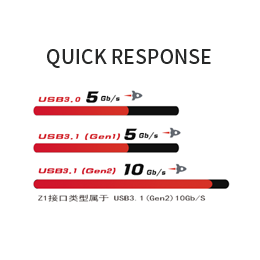 QUICK RESPONSE
USB3.0 5 Gb/s
USB3.1 (Gen1) 5 Gb/s
USB3.1 (Gen2) 10 Gb/s
Z1接口类型属于 USB3.1(Gen2)10Gb/S